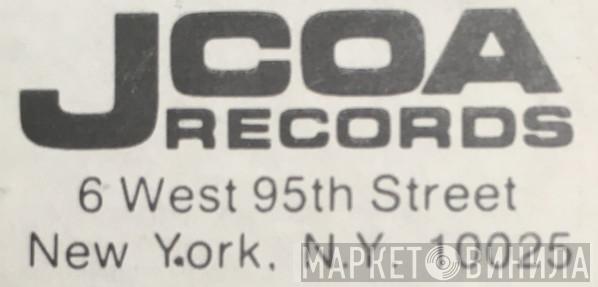 JCOA
RECORDS
6 West 95th Street
New York, N.Y. 10025
МАРКЕТ ВИНИЛА